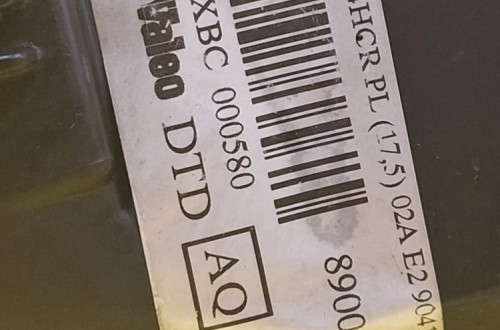 HCR PL (17,5) 02A E2 904
8900
XBC 000580
Valeo DTD AQ